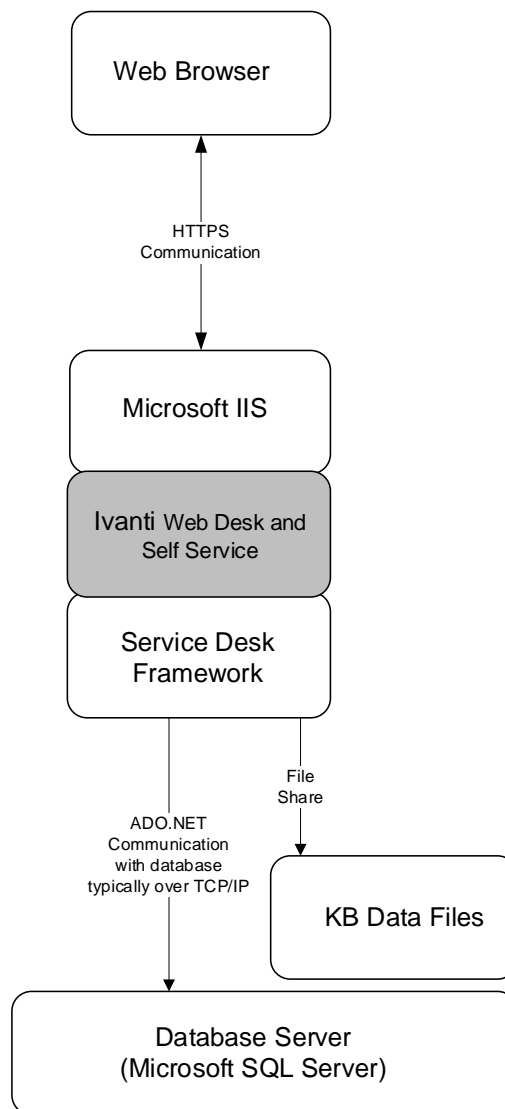 Web Browser
HTTPS
Communication
Microsoft IIS
Ivanti Web Desk and
Self Service
Service Desk
Framework
File
Share
ADO.NET
Communication
with database
typically over TCP/IP
KB Data Files
Database Server
(Microsoft SQL Server)